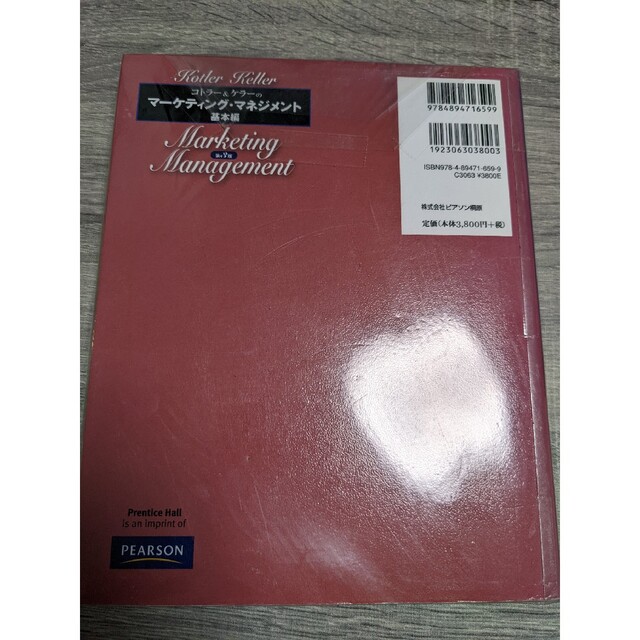 Kotler Keller
コトラー&ケラーの
マーケティング・マネジメント
基本編
Marketing
第3版
Management
9784894716599
1923063038003
ISBN978-4-89471-659-9
C3063 ¥3800E
株式会社ピアソン桐原
定価(本体3,800円+税)
Prentice Hall
is an imprint of
PEARSON